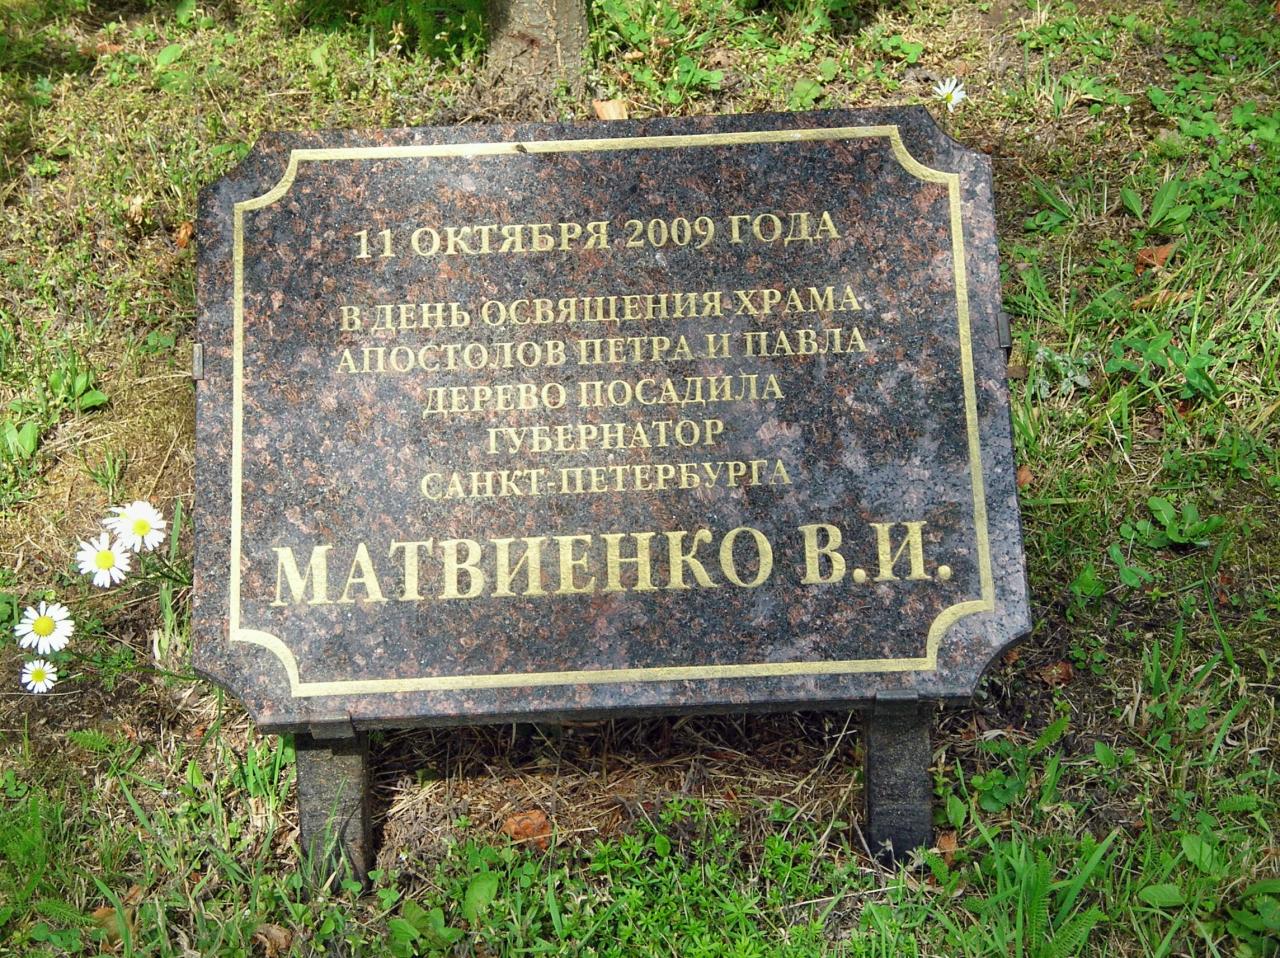 11 ОКТЯБРЯ 2009 ГОДА
В ДЕНЬ ОСВЯЩЕНИЯ ХРАМА
АПОСТОЛОВ ПЕТРА И ПАВЛА
ДЕРЕВО ПОСАДИЛА
ГУБЕРНАТОР
САНКТ-ПЕТЕРБУРГА
МАТВИЕНКО В.И.